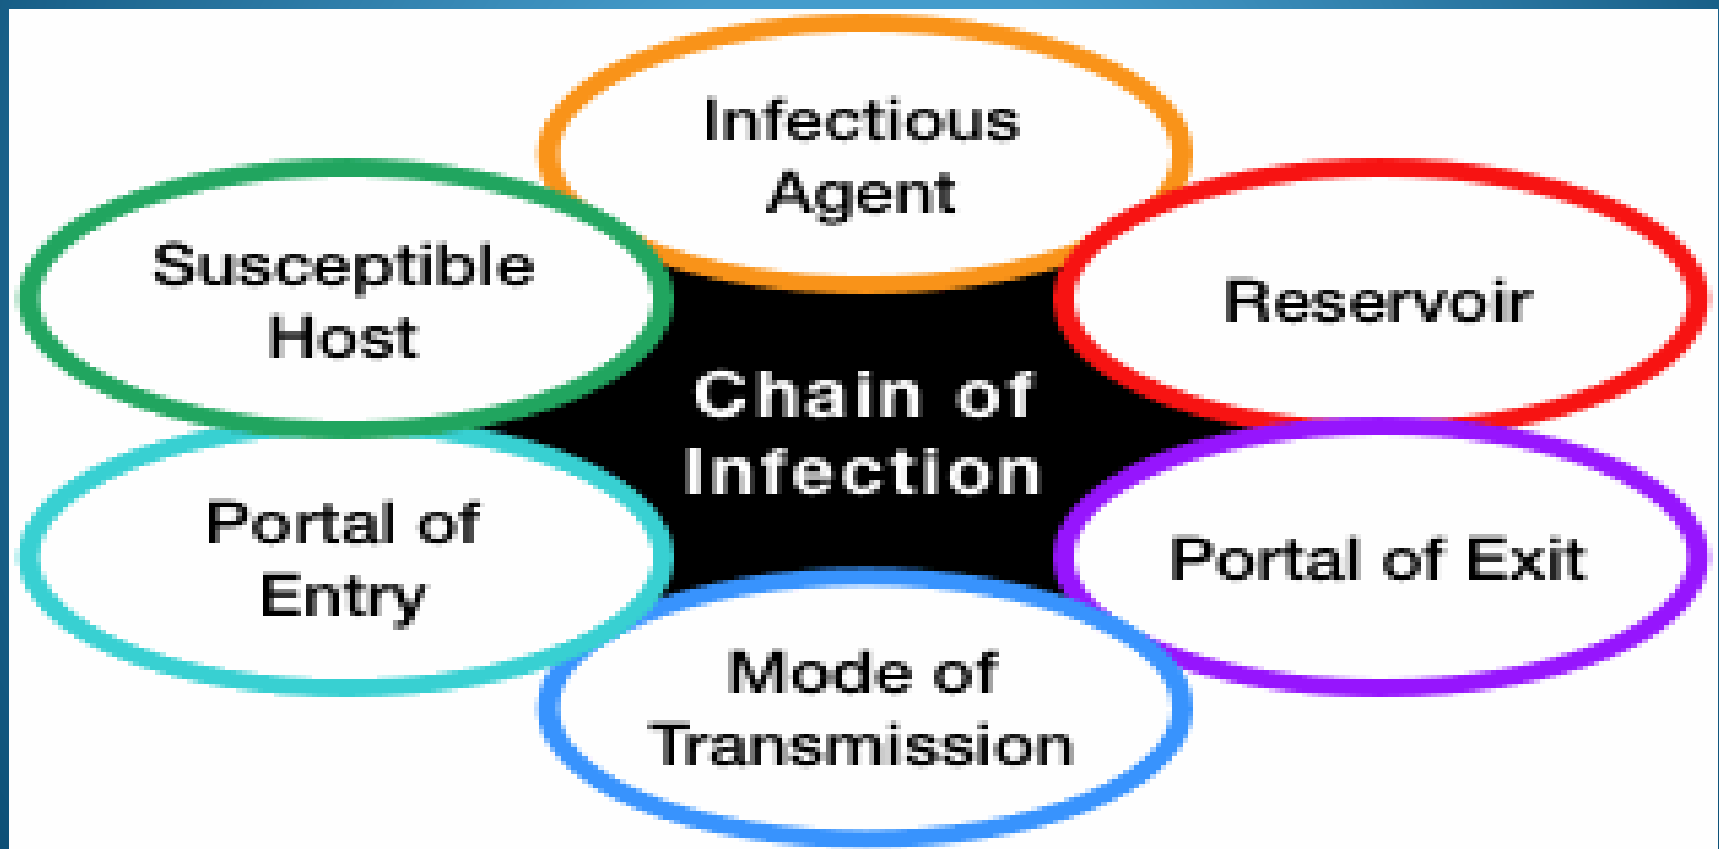 Infectious
Agent
Reservoir
Portal of Exit
Mode of
Transmission
Portal of
Entry
Susceptible
Host
Chain of
Infection